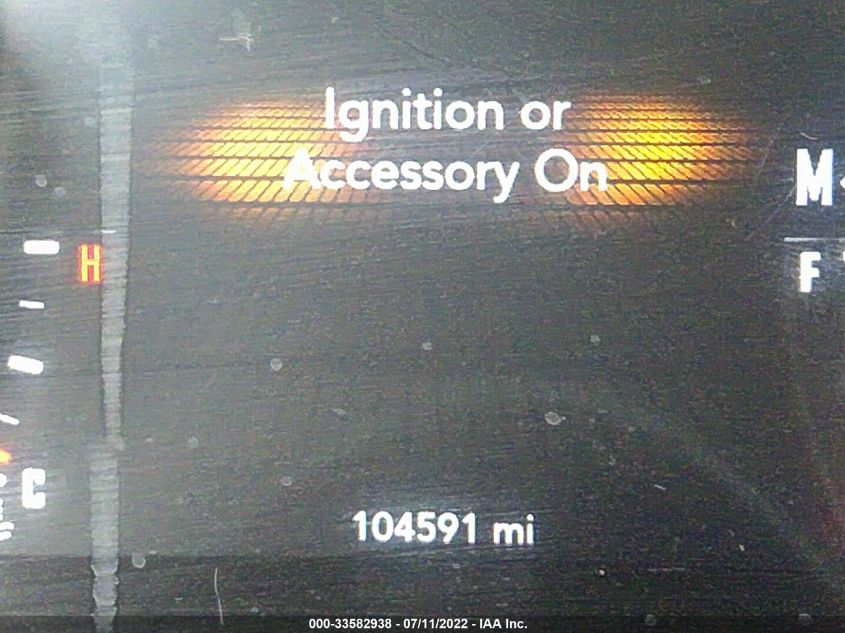 Ignition or
Accessory On
M
H
F
C
104591 mi
000-33582938 - 07/11/2022 - IAA Inc.